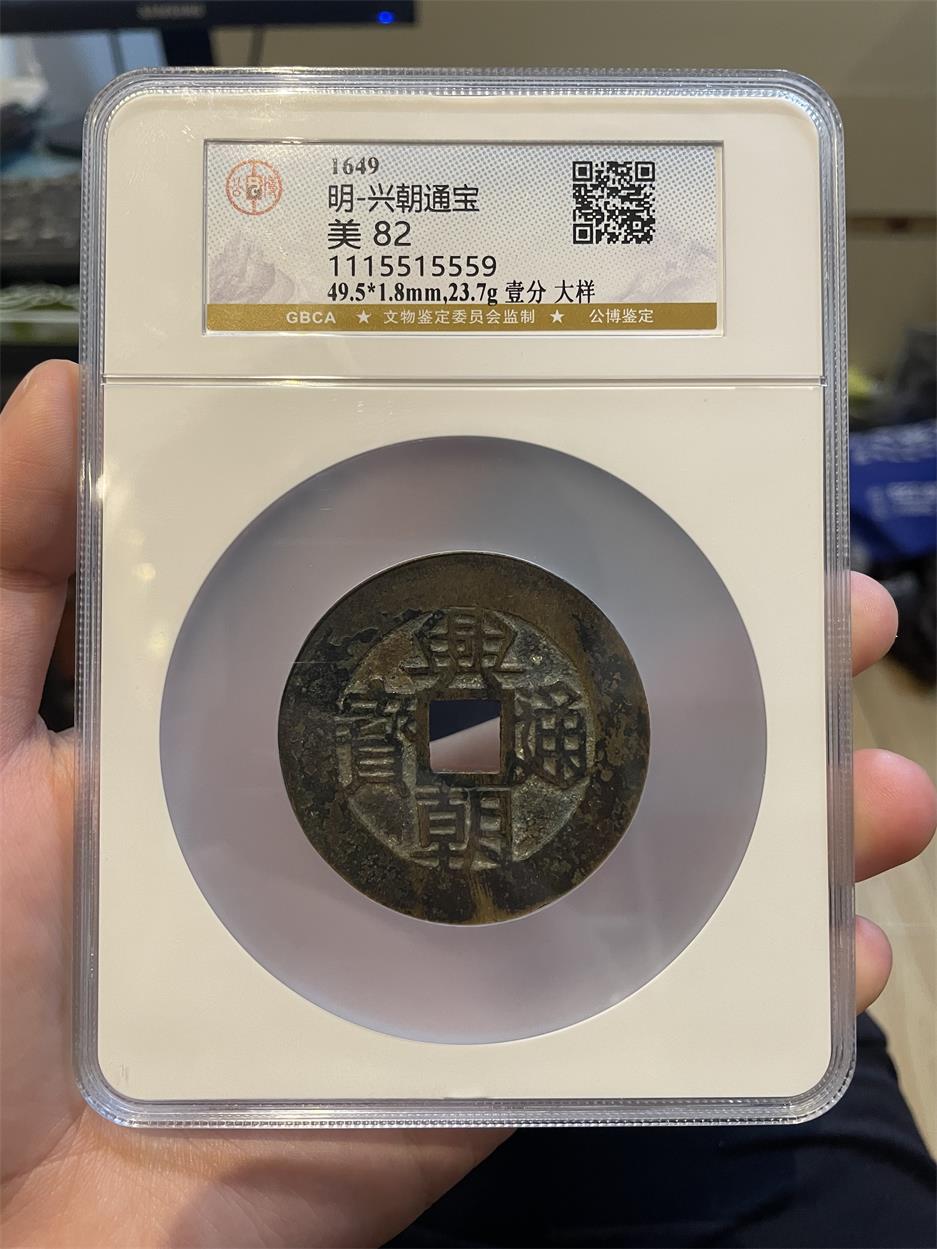 1649
明-兴朝通宝
美 82
1115515559
49.5*1.8mm,23.7g 壹分 大样
GBCA ★ 文物鉴定委员会监制 ★ 公博鉴定
興
寶 通
朝